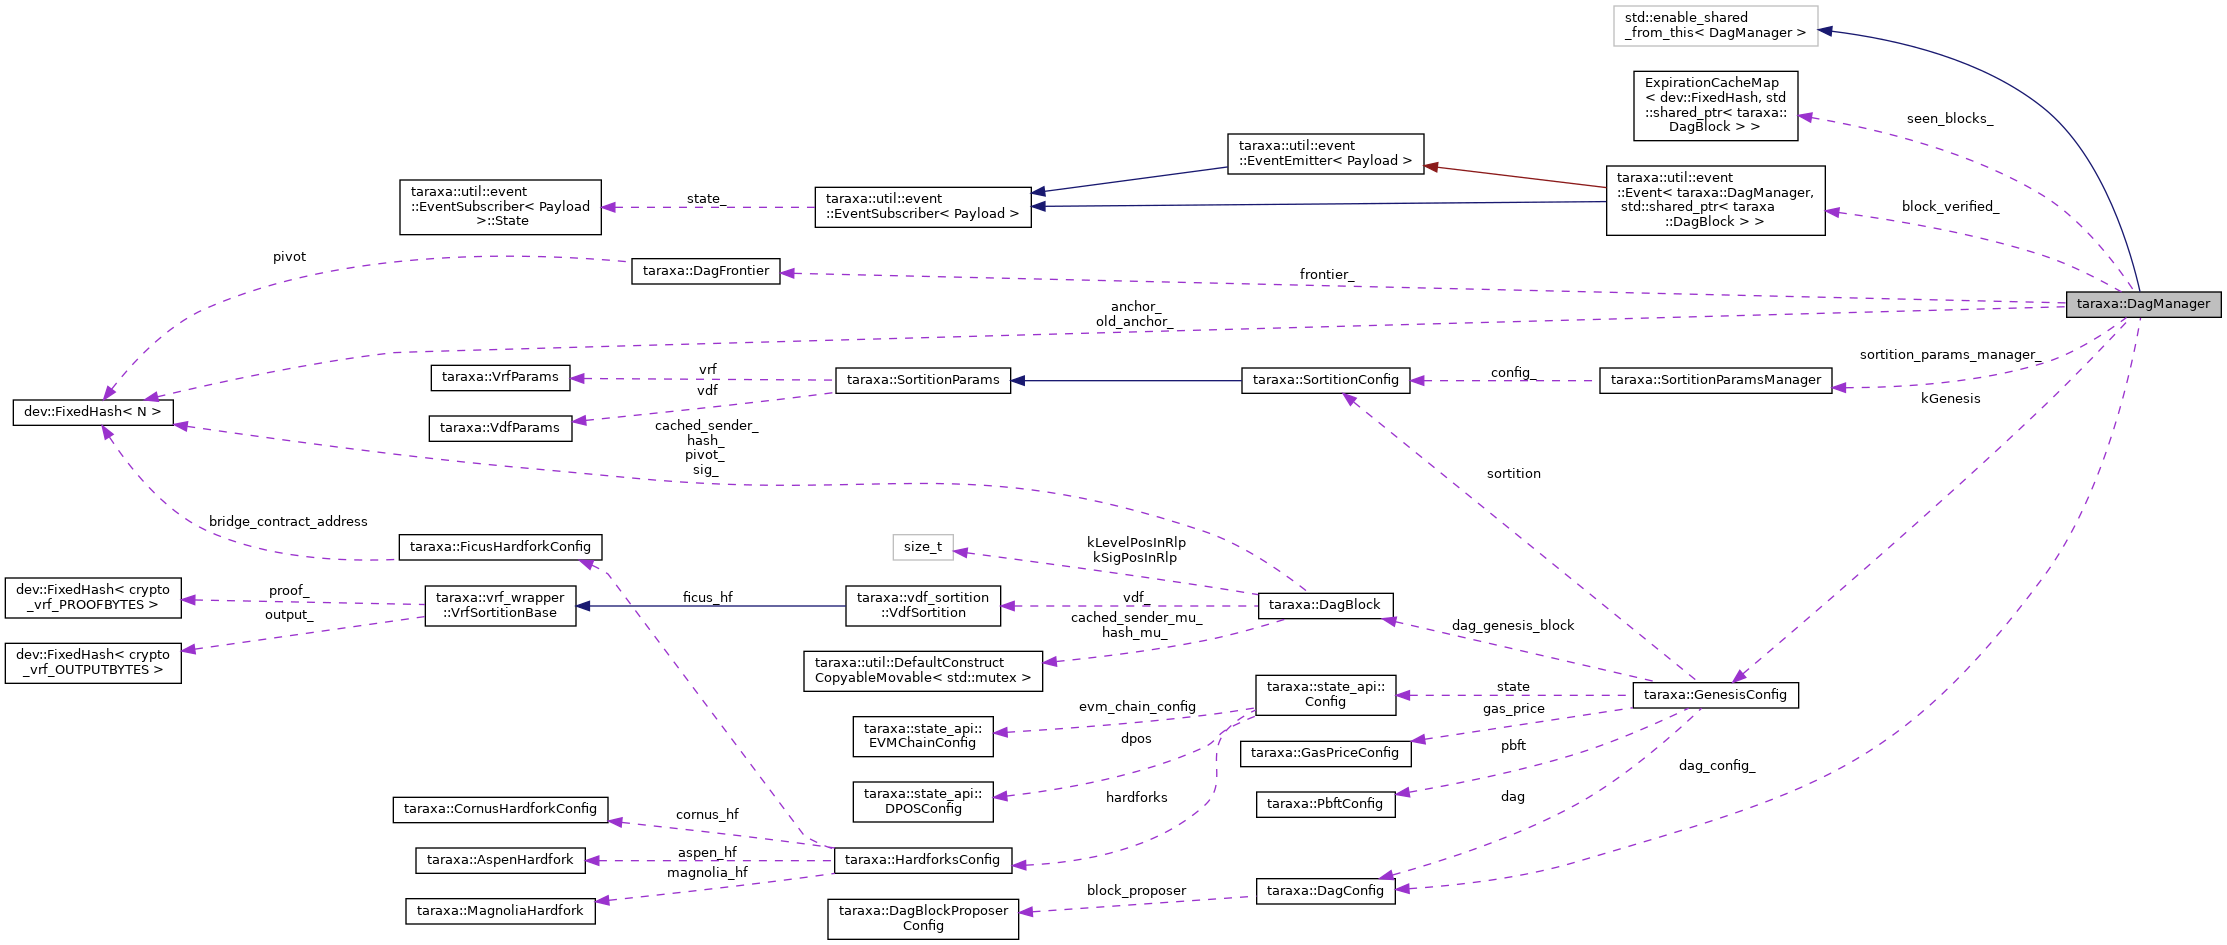 std::enable_shared
_from_this< DagManager >
ExpirationCacheMap
< dev::FixedHash, std
::shared_ptr< taraxa::
DagBlock > >
seen_blocks_
taraxa::util::event
::EventEmitter< Payload >
taraxa::util::event
::Event< taraxa::DagManager,
std::shared_ptr< taraxa
::DagBlock > >
block_verified_
taraxa::util::event
::EventSubscriber< Payload
>::State
state_
taraxa::util::event
::EventSubscriber< Payload >
pivot
taraxa::DagFrontier
frontier_
taraxa::DagManager
anchor_
old_anchor_
taraxa::VrfParams
vrf
taraxa::SortitionParams
taraxa::SortitionConfig
config_
taraxa::SortitionParamsManager
sortition_params_manager_
kGenesis
vdf
dev::FixedHash< N >
taraxa::VdfParams
cached_sender_
hash_
pivot_
sig_
sortition
bridge_contract_address
taraxa::FicusHardforkConfig
size_t
kLevelPosInRlp
kSigPosInRlp
dev::FixedHash< crypto
_vrf_PROOFBYTES >
proof_
output_
taraxa::vrf_wrapper
::VrfSortitionBase
ficus_hf
taraxa::vdf_sortition
::VdfSortition
vdf_
taraxa::DagBlock
cached_sender_mu_
hash_mu_
dag_genesis_block
dev::FixedHash< crypto
_vrf_OUTPUTBYTES >
taraxa::util::DefaultConstruct
CopyableMovable< std::mutex >
taraxa::state_api::
Config
state
taraxa::GenesisConfig
evm_chain_config
gas_price
taraxa::state_api::
EVMChainConfig
dpos
taraxa::GasPriceConfig
pbft
dag_config_
taraxa::state_api::
DPOSConfig
hardforks
taraxa::PbftConfig
dag
taraxa::CornusHardforkConfig
cornus_hf
taraxa::AspenHardfork
aspen_hf
taraxa::HardforksConfig
magnolia_hf
taraxa::MagnoliaHardfork
taraxa::DagBlockProposer
Config
block_proposer
taraxa::DagConfig